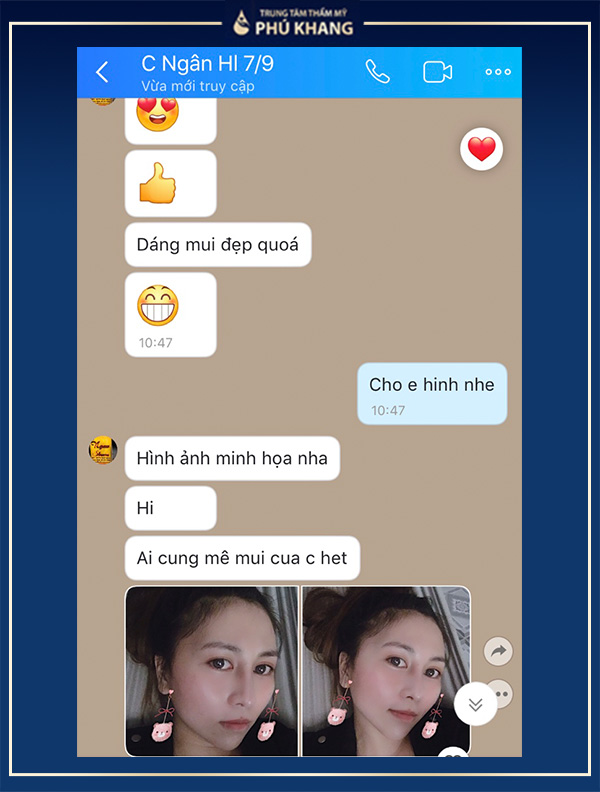 TRUNG TÂM THẨM MỸ
PHÚ KHANG
C Ngân Hl 7/9
Vừa mới truy cập
Dáng mui đẹp quoá
10:47
Cho e hinh nhe
10:47
Hình ảnh minh họa nha
Hi
Ai cung mê mui cua c het